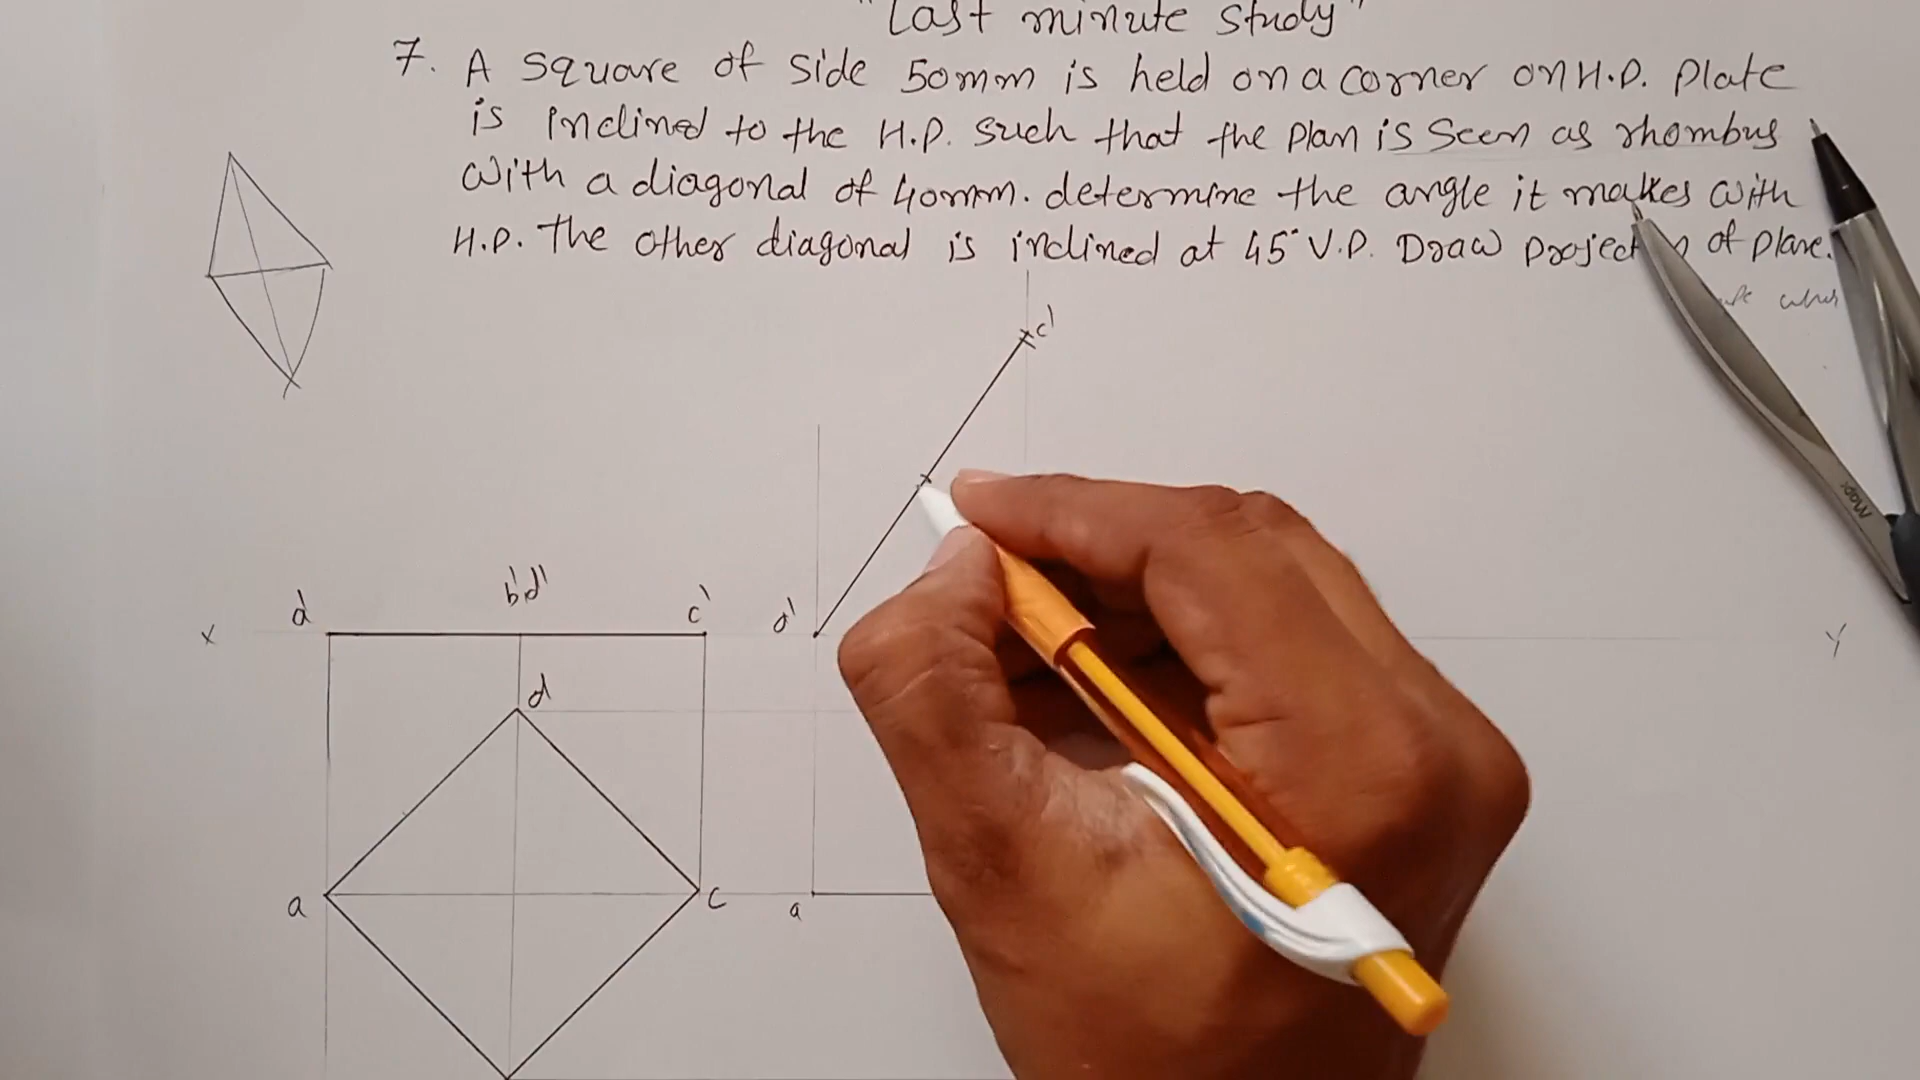 "Last minute study"
7. A square of side 50mm is held on a corner on H.P. Plate
is inclined to the H.P. such that the plan is seen as rhombus
with a diagonal of 40mm. determine the angle it makes with
H.P. The other diagonal is inclined at 45° V.P. Draw of plane.
c'
b'd'
a'
c'
X
Y
d
a
c
a
Mapr